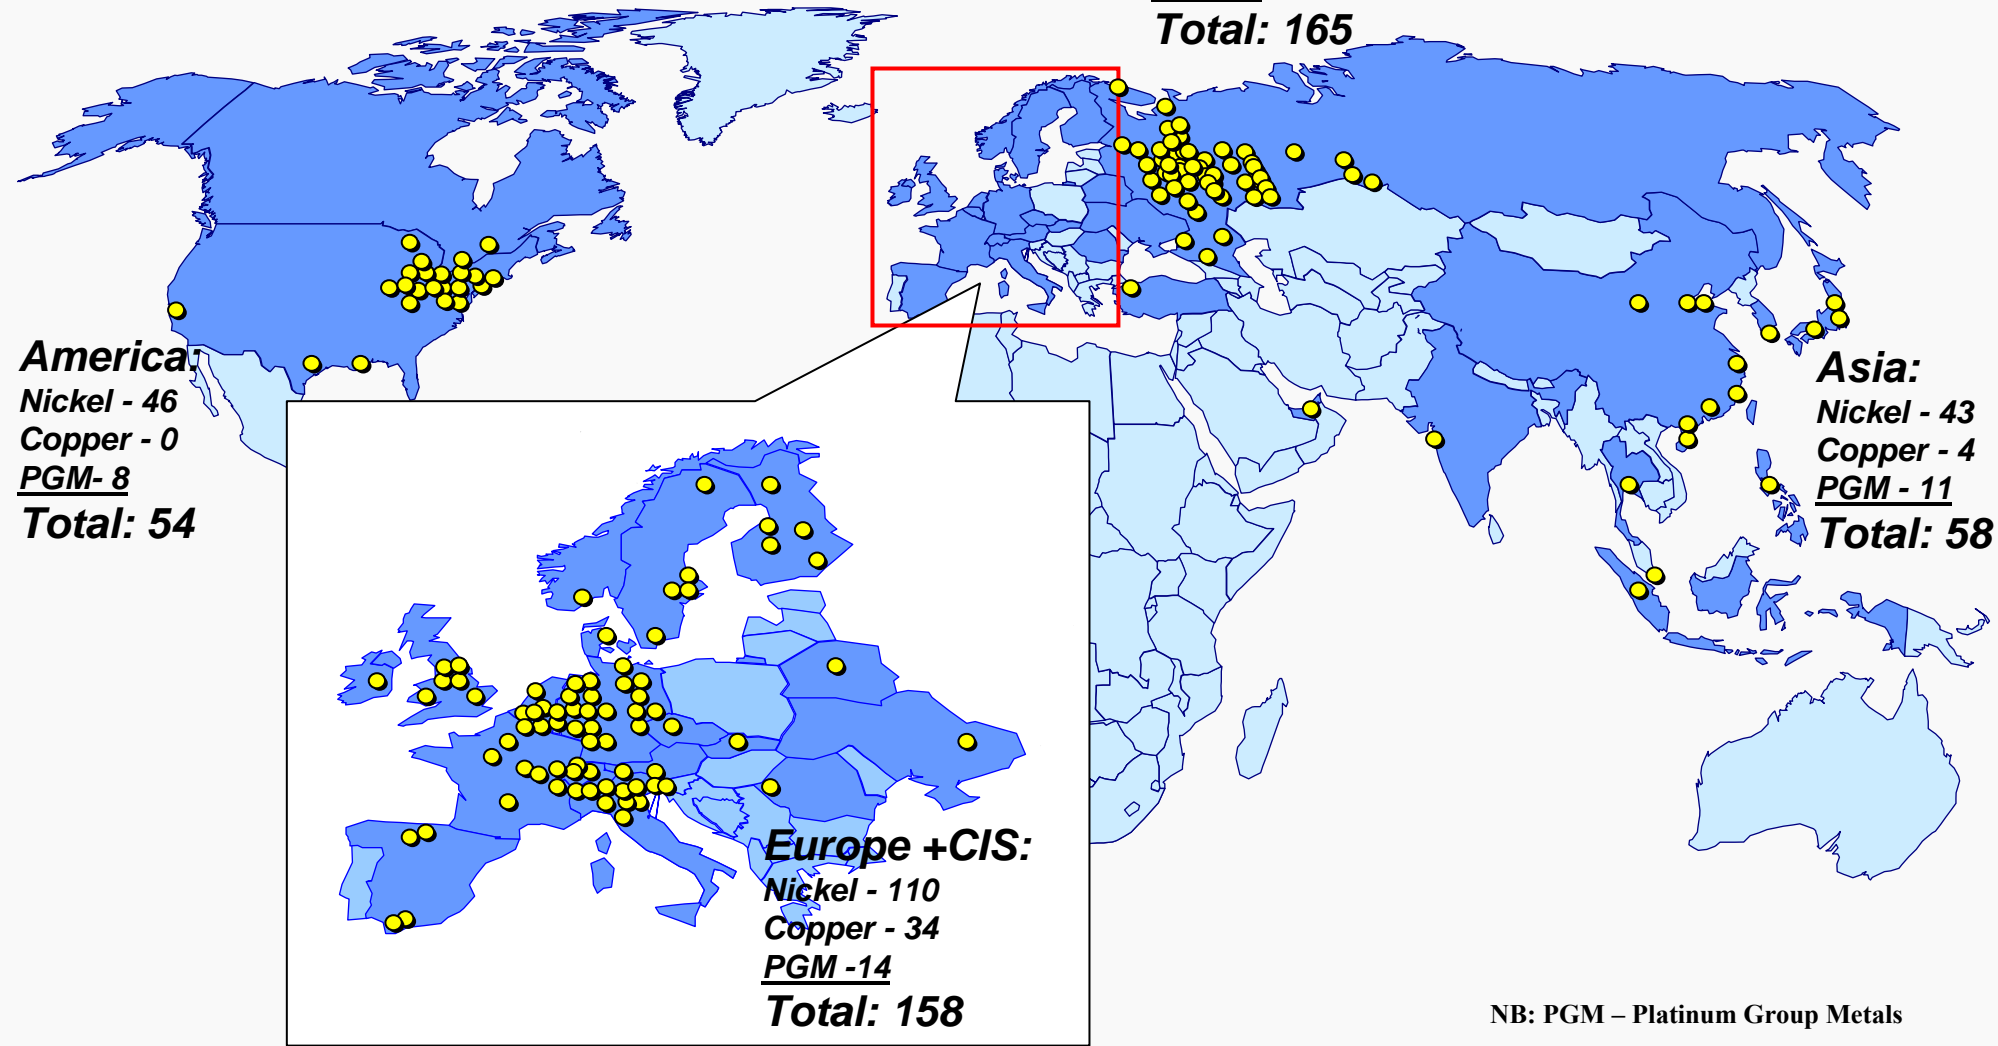 Total: 165
America:
Nickel - 46
Copper - 0
PGM- 8
Total: 54
Asia:
Nickel - 43
Copper - 4
PGM - 11
Total: 58
Europe +CIS:
Nickel - 110
Copper - 34
PGM -14
Total: 158
NB: PGM – Platinum Group Metals